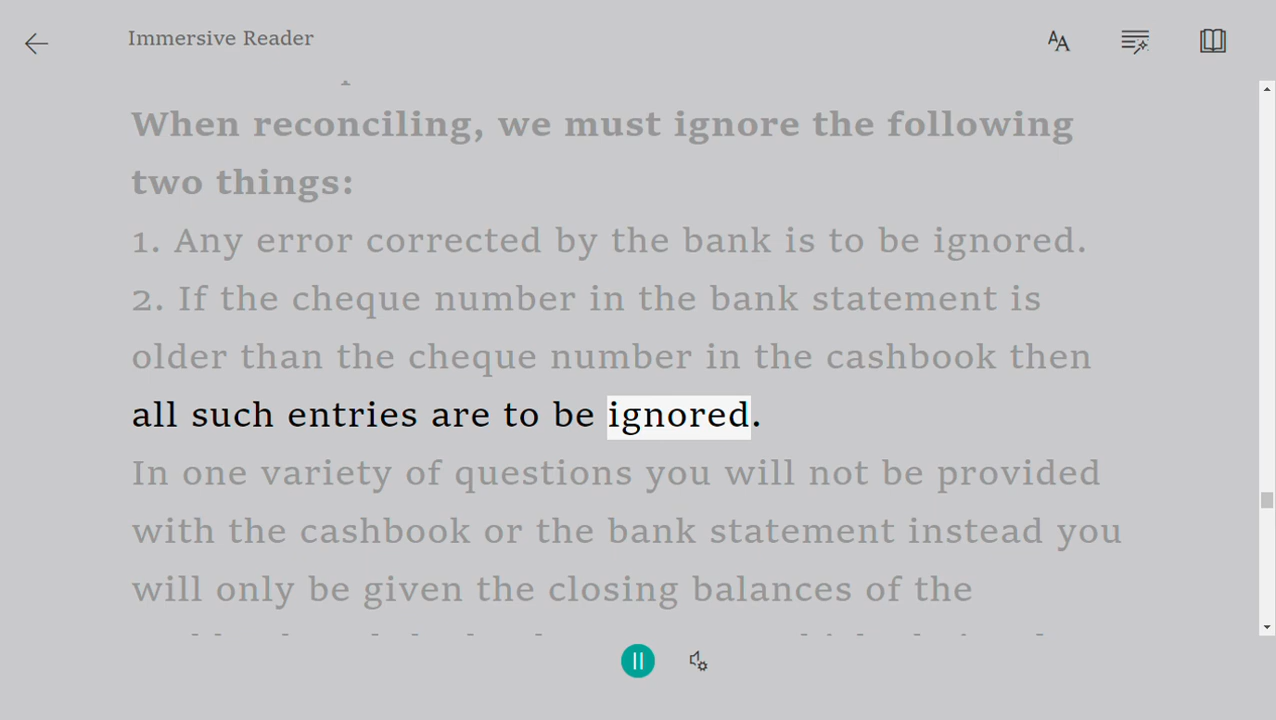 Immersive Reader
When reconciling, we must ignore the following
two things:
1. Any error corrected by the bank is to be ignored.
2. If the cheque number in the bank statement is
older than the cheque number in the cashbook then
all such entries are to be ignored.
In one variety of questions you will not be provided
with the cashbook or the bank statement instead you
will only be given the closing balances of the